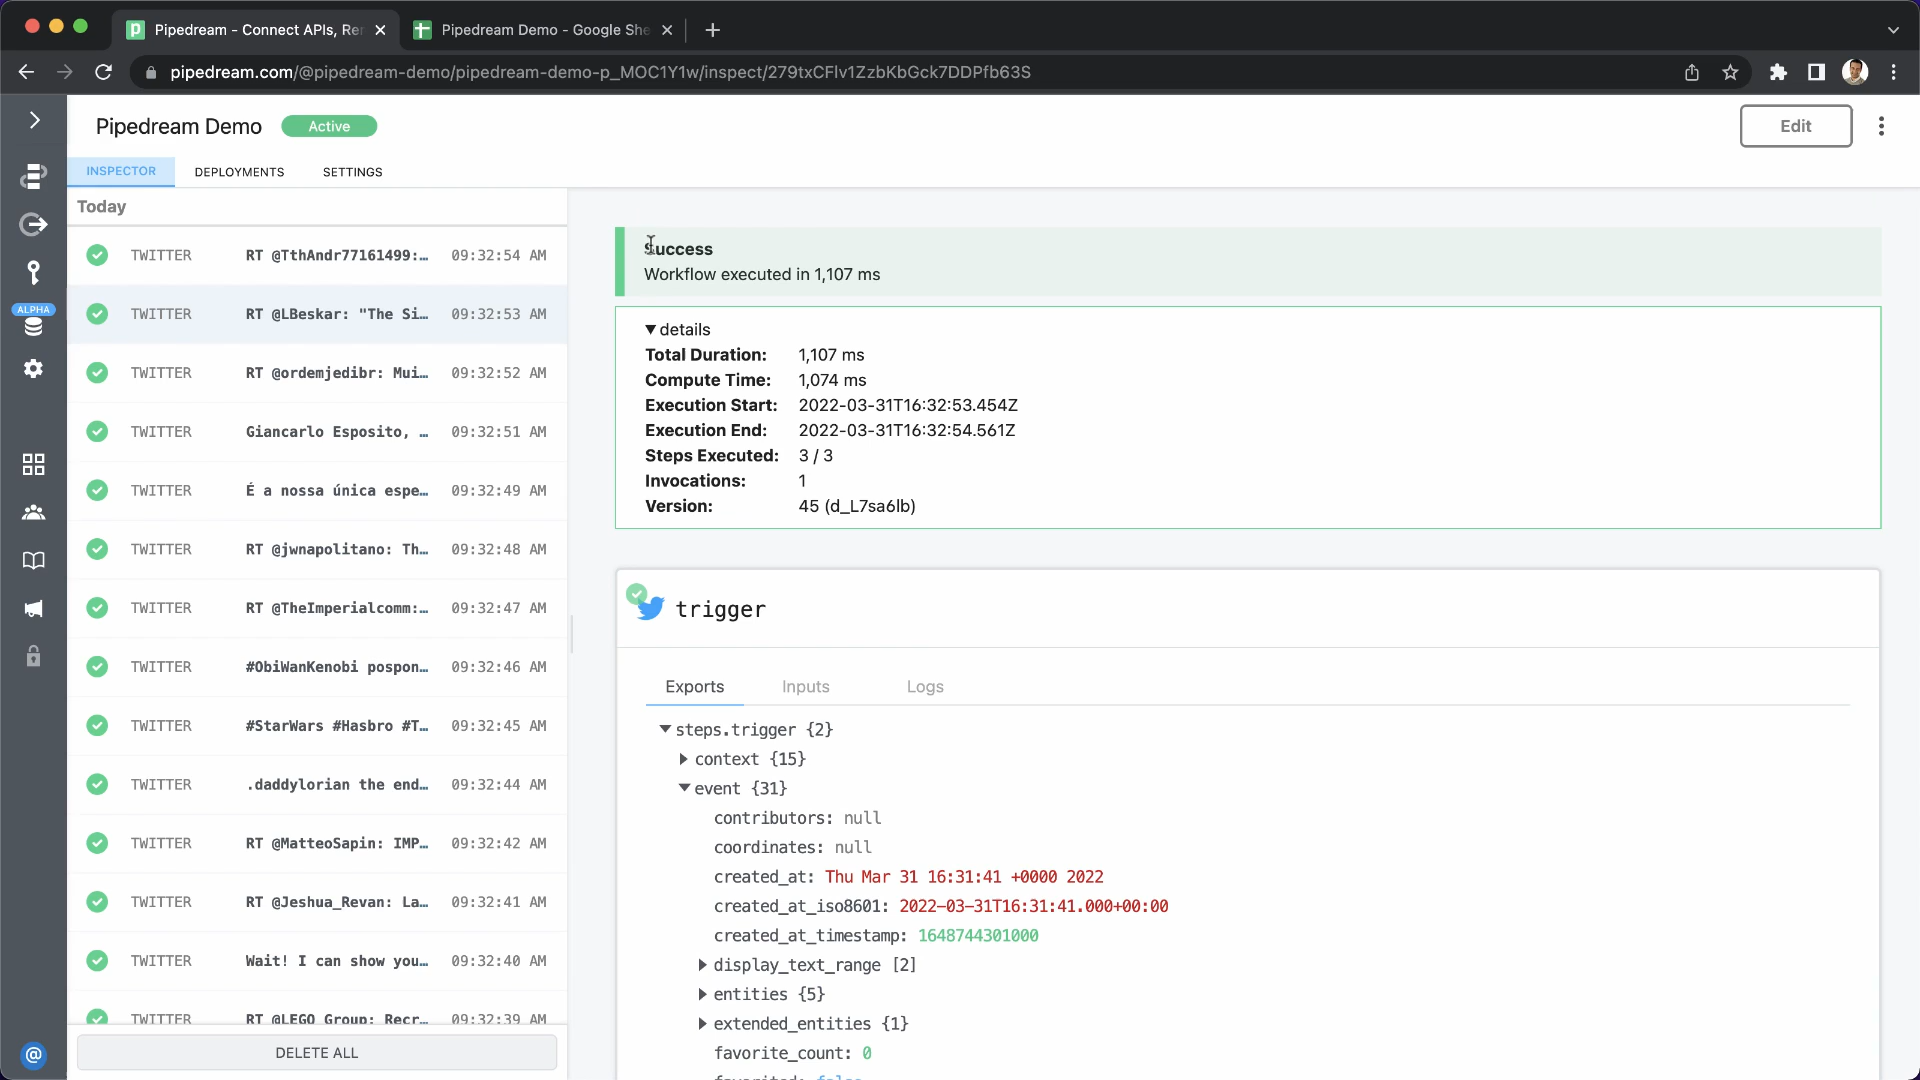 Pipedream - Connect APIs, Re
Pipedream Demo - Google She
pipedream.com/@pipedream-demo/pipedream-demo-p_MOC1Y1w/inspect/279txCFlv1ZzbKbGck7DDPfb63S
Pipedream Demo
Active
Edit
INSPECTOR
DEPLOYMENTS
SETTINGS
ALPHA
Today
TWITTER RT @TthAndr77161499:… 09:32:54 AM
TWITTER RT @LBeskar: "The Si… 09:32:53 AM
TWITTER RT @ordemjedibr: Mui… 09:32:52 AM
TWITTER Giancarlo Esposito, … 09:32:51 AM
TWITTER É a nossa única espe… 09:32:49 AM
TWITTER RT @jwnapolitano: Th… 09:32:48 AM
TWITTER RT @TheImperialcomm:… 09:32:47 AM
TWITTER #ObiWanKenobi pospon… 09:32:46 AM
TWITTER #StarWars #Hasbro #T… 09:32:45 AM
TWITTER .daddylorian the end… 09:32:44 AM
TWITTER RT @MatteoSapin: IMP… 09:32:42 AM
TWITTER RT @Jeshua_Revan: La… 09:32:41 AM
TWITTER Wait! I can show you… 09:32:40 AM
TWITTER RT @LEGO_Group: Recr… 09:32:39 AM
DELETE ALL
Success
Workflow executed in 1,107 ms
details
Total Duration: 1,107 ms
Compute Time: 1,074 ms
Execution Start: 2022-03-31T16:32:53.454Z
Execution End: 2022-03-31T16:32:54.561Z
Steps Executed: 3 / 3
Invocations: 1
Version: 45 (d_L7sa6lb)
trigger
Exports
Inputs
Logs
steps.trigger {2}
context {15}
event {31}
contributors: null
coordinates: null
created_at: Thu Mar 31 16:31:41 +0000 2022
created_at_iso8601: 2022-03-31T16:31:41.000+00:00
created_at_timestamp: 1648744301000
display_text_range [2]
entities {5}
extended_entities {1}
favorite_count: 0